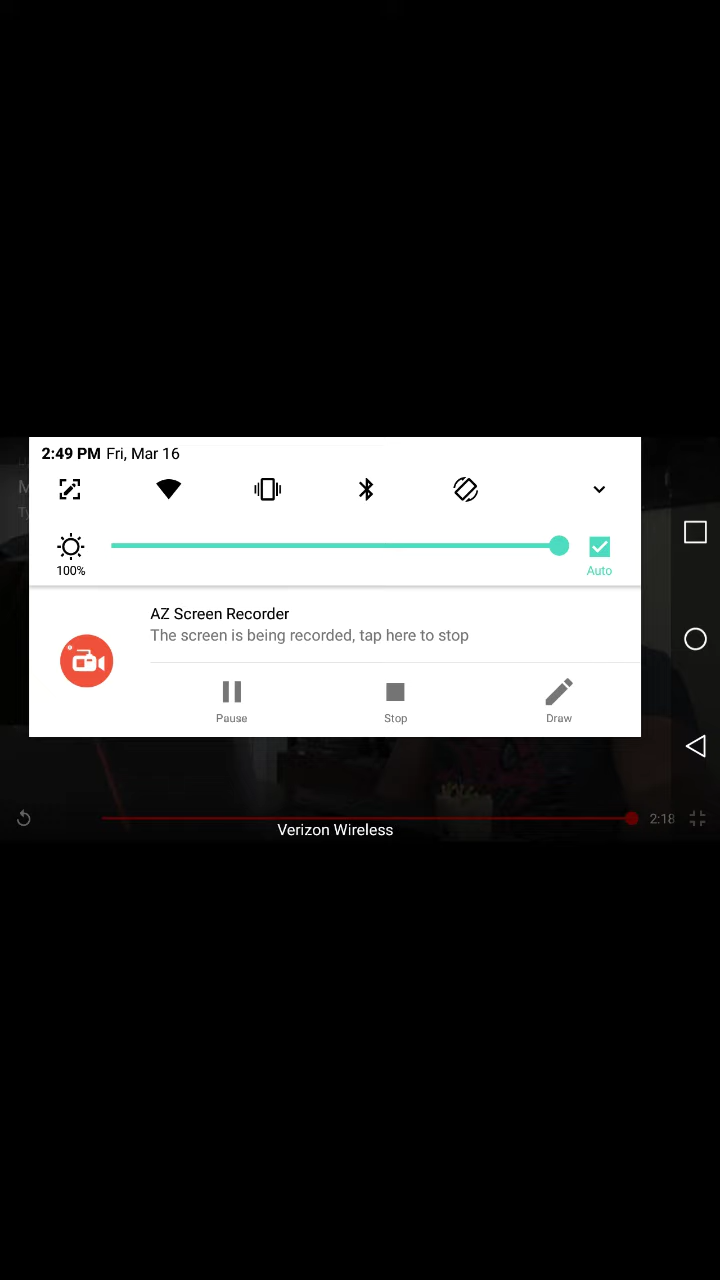 2:49 PM Fri, Mar 16
100%
Auto
AZ Screen Recorder
The screen is being recorded, tap here to stop
Pause
Stop
Draw
2:18
Verizon Wireless